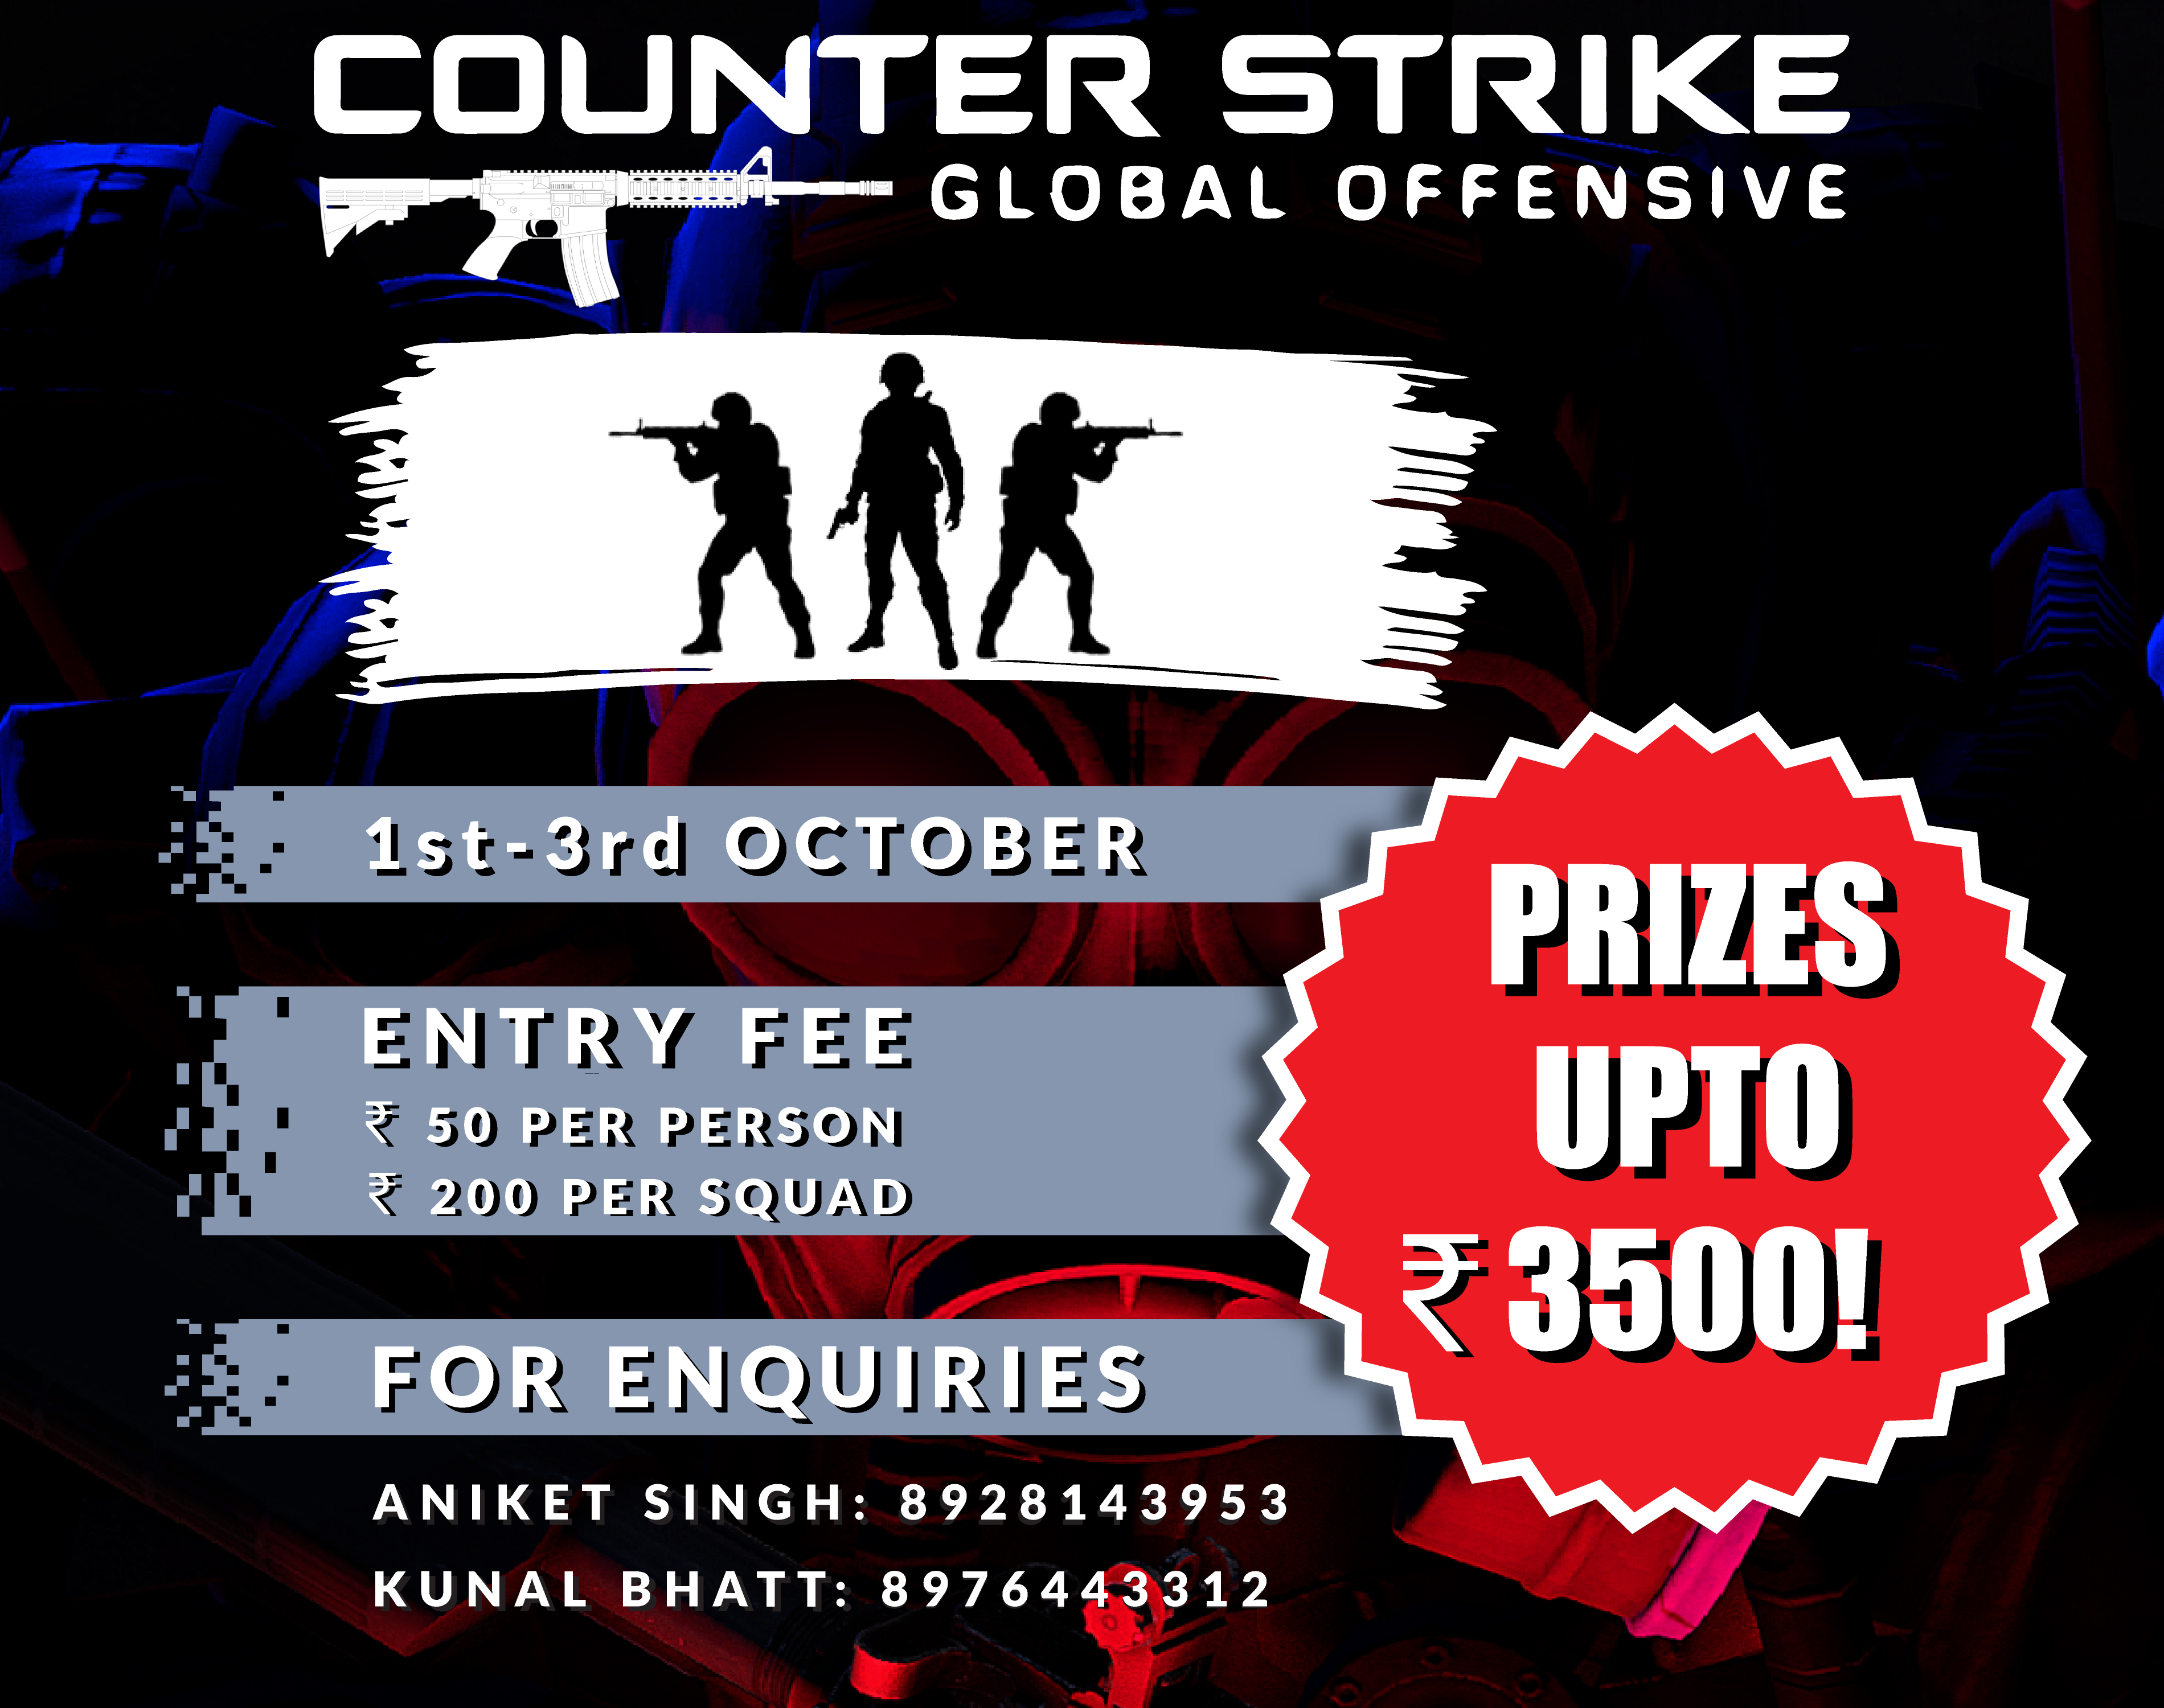 COUNTER STRIKE
GLOBAL OFFENSIVE
1st-3rd OCTOBER
ENTRY FEE
₹ 50 PER PERSON
₹ 200 PER SQUAD
PRIZES
UPTO
₹3500!
FOR ENQUIRIES
ANIKET SINGH: 8928143953
KUNAL BHATT: 8976443312